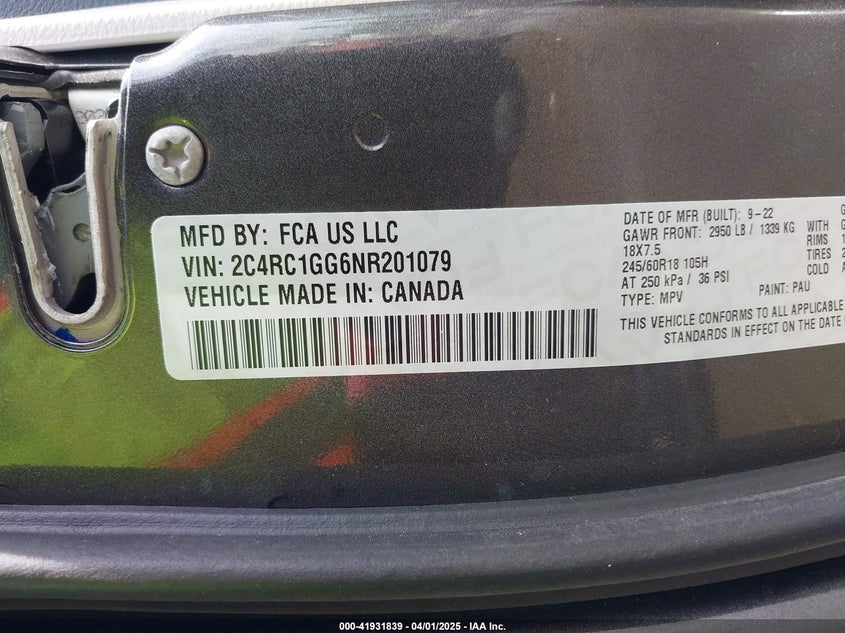 MFD BY: FCA US LLC
VIN: 2C4RC1GG6NR201079
VEHICLE MADE IN: CANADA
DATE OF MFR (BUILT): 9-22
GAWR FRONT: 2950 LB / 1339 KG WITH
18X7.5 RIMS
245/60R18 105H TIRES
AT 250 kPa / 36 PSI COLD
TYPE: MPV PAINT: PAU
THIS VEHICLE CONFORMS TO ALL APPLICABLE
STANDARDS IN EFFECT ON THE DATE
000-41931839 - 04/01/2025 - IAA Inc.